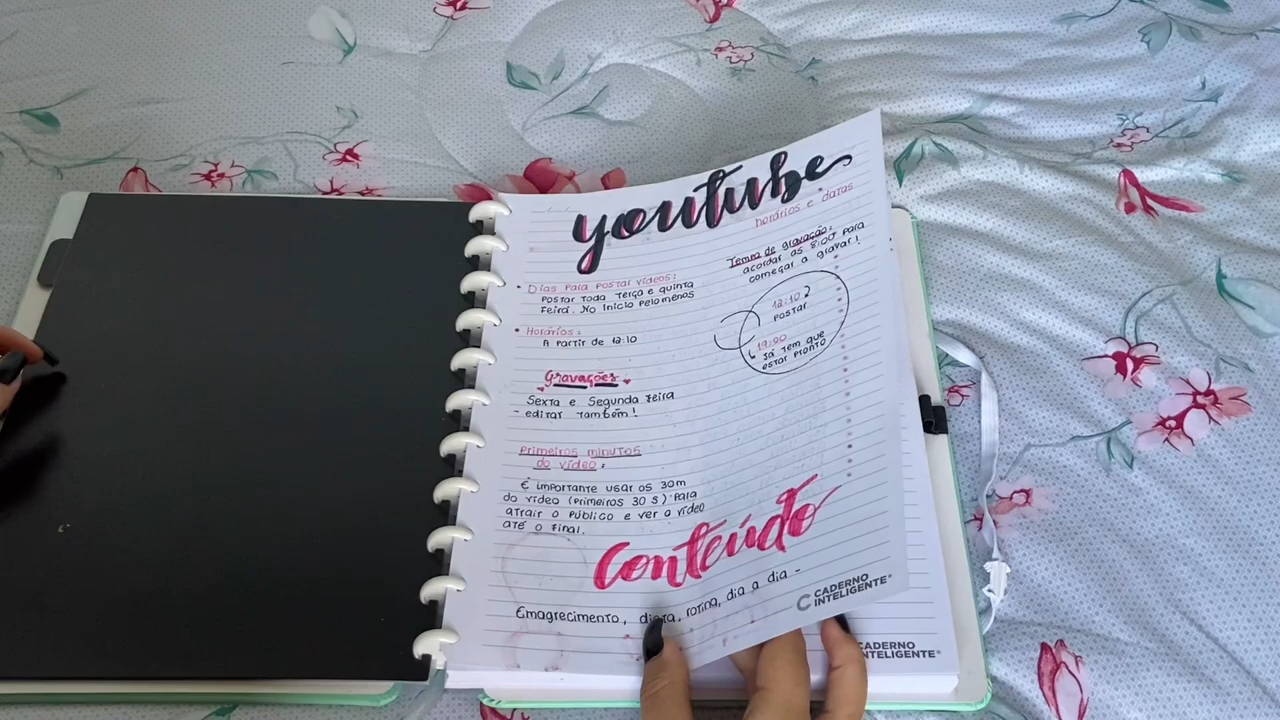 youtube
horários e datas
• Dias para postar vídeos:
Postar toda terça e quinta
feira. No início pelo menos
• Horários:
A partir de 12:10
Gravações
Sexta e Segunda feira
- editar também!
Primeiros minutos
do vídeo:
É importante usar os 30m
do vídeo (primeiros 30 s) para
atrair o público e ver o vídeo
até o final.
Tempo de gravação:
acordar as 8:00 para
começar a gravar!
12:10
postar
19:00
Já tem que
estar pronto
Conteúdo
Emagrecimento, dieta, rotina, dia a dia -
CADERNO
INTELIGENTE®
CADERNO
INTELIGENTE®